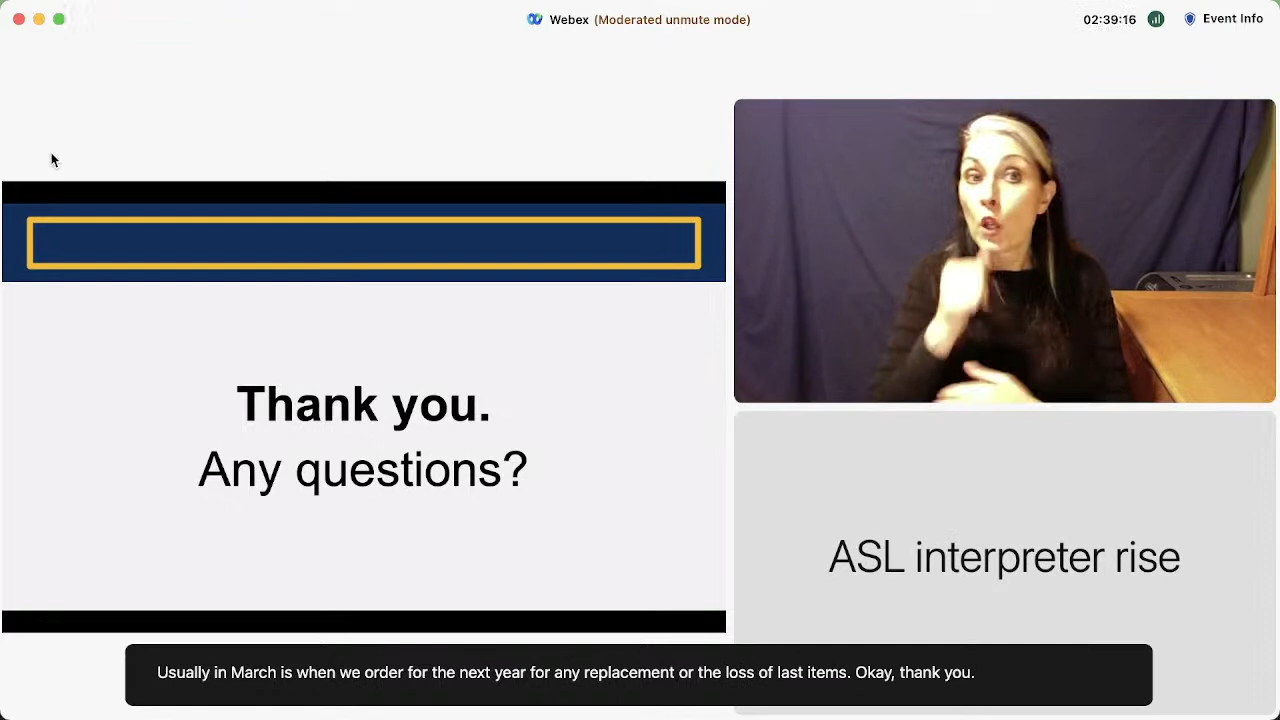 Webex (Moderated unmute mode)
02:39:16
Event Info
Thank you.
Any questions?
ASL interpreter rise
Usually in March is when we order for the next year for any replacement or the loss of last items. Okay, thank you.